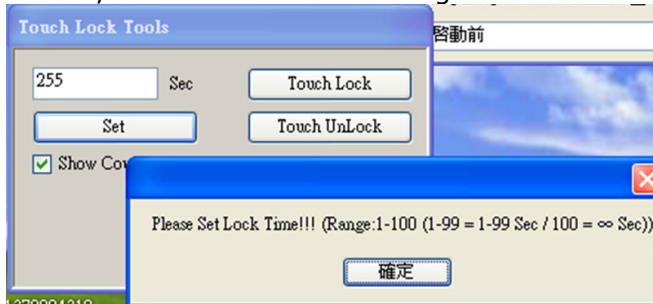 Touch Lock Tools
啓動前
255 Sec Touch Lock
Set Touch UnLock
Show
Please Set Lock Time!!! (Range:1-100 (1-99 = 1-99 Sec / 100 = ∞ Sec))
確定